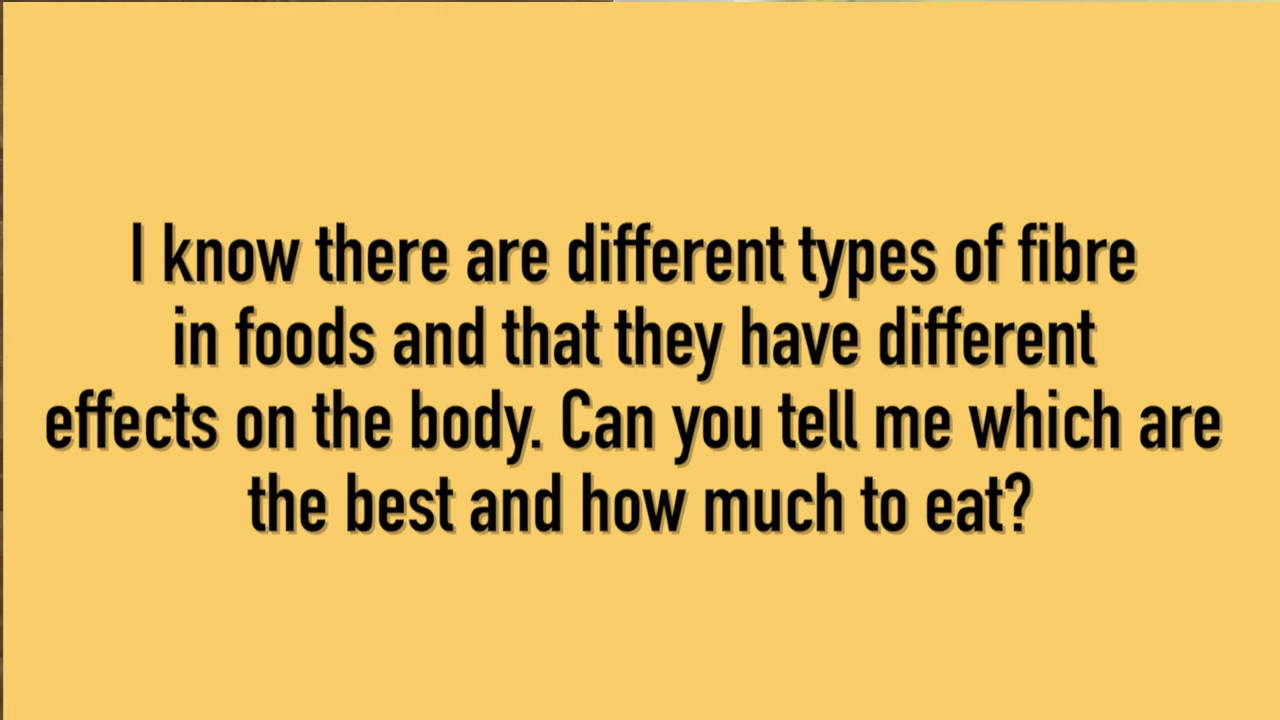 I know there are different types of fibre
in foods and that they have different
effects on the body. Can you tell me which are
the best and how much to eat?